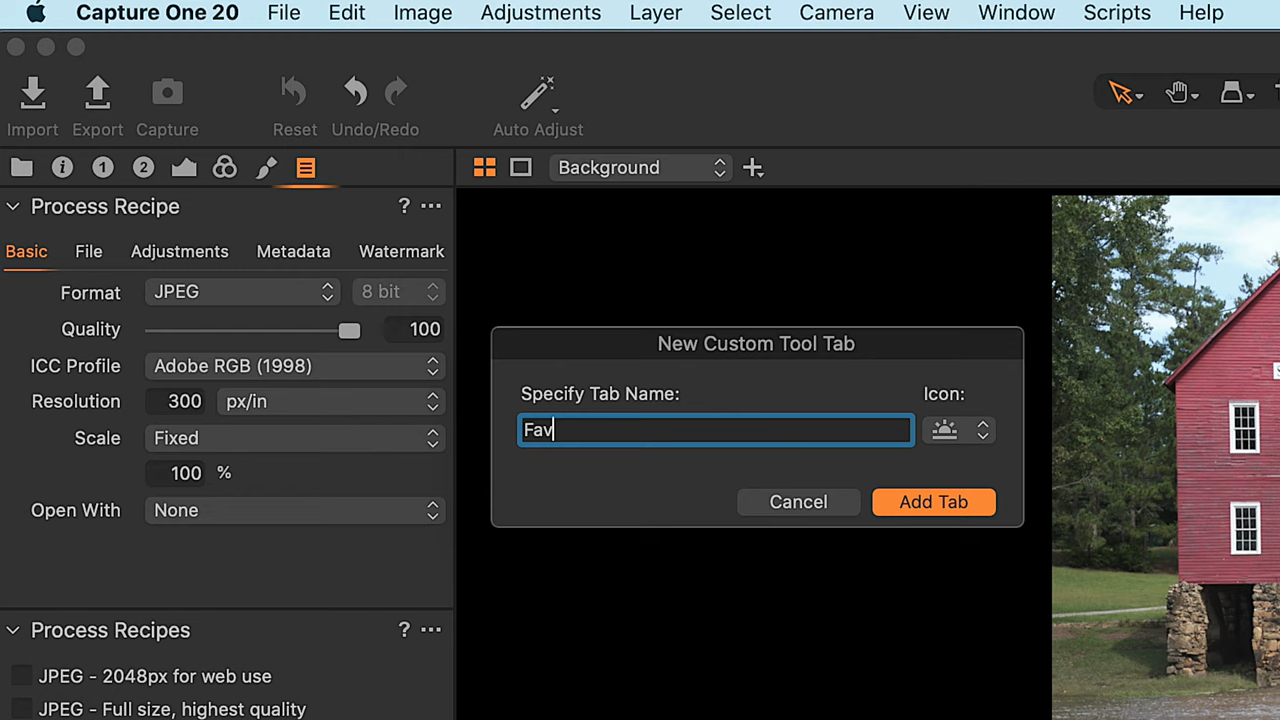 Capture One 20 File Edit Image Adjustments Layer Select Camera View Window Scripts Help
Import Export Capture Reset Undo/Redo Auto Adjust
1 2 Background
Process Recipe ? ...
Basic File Adjustments Metadata Watermark
Format JPEG 8 bit
Quality 100
ICC Profile Adobe RGB (1998)
Resolution 300 px/in
Scale Fixed
100 %
Open With None
Process Recipes ? ...
JPEG - 2048px for web use
JPEG - Full size, highest quality
New Custom Tool Tab
Specify Tab Name: Icon:
Fav
Cancel Add Tab